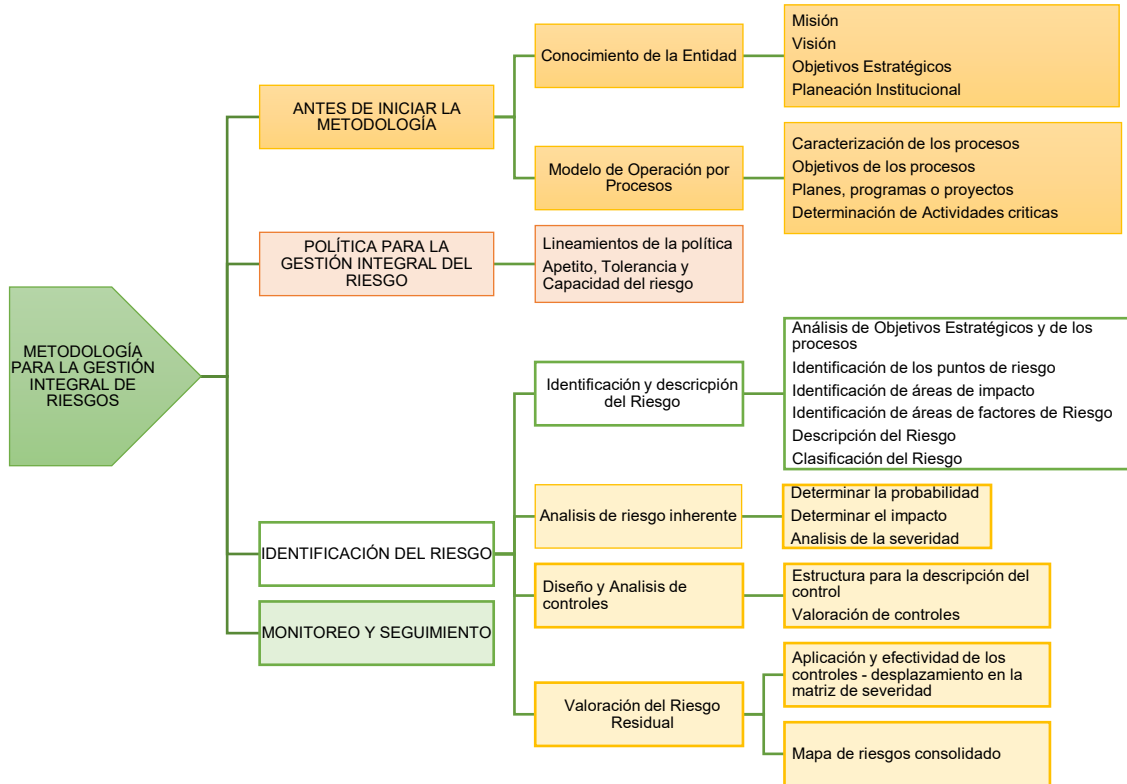 METODOLOGÍA
PARA LA GESTIÓN
INTEGRAL DE
RIESGOS
ANTES DE INICIAR LA
METODOLOGÍA
Conocimiento de la Entidad
Misión
Visión
Objetivos Estratégicos
Planeación Institucional
Modelo de Operación por
Procesos
Caracterización de los procesos
Objetivos de los procesos
Planes, programas o proyectos
Determinación de Actividades criticas
POLÍTICA PARA LA
GESTIÓN INTEGRAL DEL
RIESGO
Lineamientos de la política
Apetito, Tolerancia y
Capacidad del riesgo
IDENTIFICACIÓN DEL RIESGO
Identificación y descricpión
del Riesgo
Análisis de Objetivos Estratégicos y de los
procesos
Identificación de los puntos de riesgo
Identificación de áreas de impacto
Identificación de áreas de factores de Riesgo
Descripción del Riesgo
Clasificación del Riesgo
Analisis de riesgo inherente
Determinar la probabilidad
Determinar el impacto
Analisis de la severidad
Diseño y Analisis de
controles
Estructura para la descripción del
control
Valoración de controles
Valoración del Riesgo
Residual
Aplicación y efectividad de los
controles - desplazamiento en la
matriz de severidad
Mapa de riesgos consolidado
MONITOREO Y SEGUIMIENTO